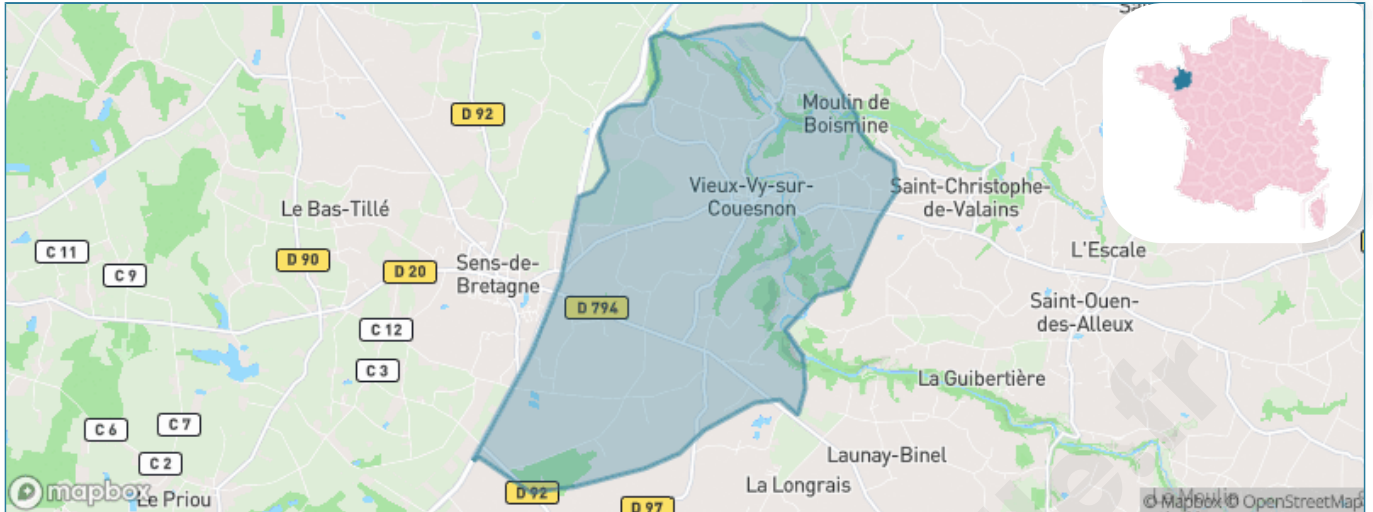 D 92
Moulin de
Boismine
Vieux-Vy-sur-
Couesnon
Saint-Christophe-
de-Valains
Le Bas-Tillé
C 11
C 9
D 90
D 20
Sens-de-
Bretagne
L'Escale
D 794
Saint-Ouen-
des-Alleux
C 12
C 3
La Guibertière
C 6
C 7
C 2
Launay-Binel
La Longrais
mapbox
Le Priou
D 92
D 97
Le Moulin
© Mapbox © OpenStreetMap